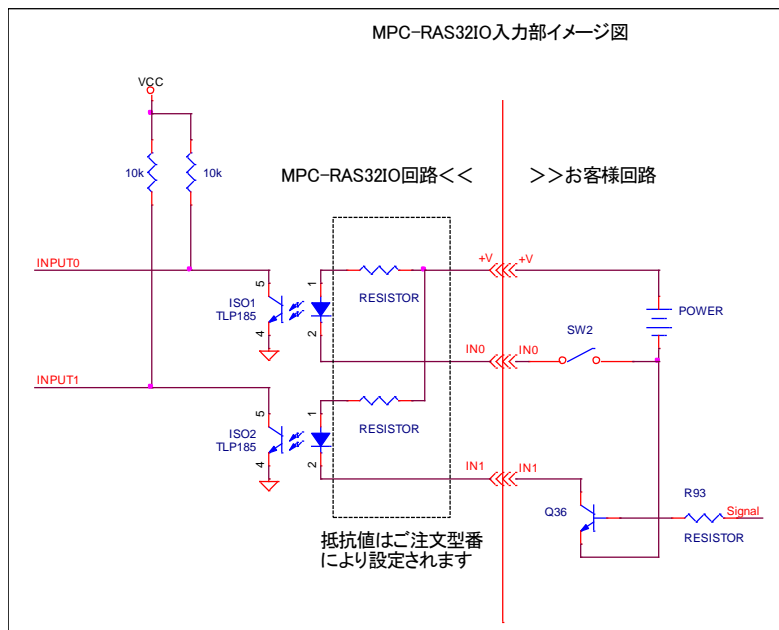 MPC-RAS32IO入力部イメージ図
VCC
10k
10k
MPC-RAS32IO回路<<
>>お客様回路
INPUT0
+V
+V
5
1
ISO1
TLP185
RESISTOR
POWER
4
2
SW2
IN0
IN0
INPUT1
5
1
ISO2
TLP185
RESISTOR
4
2
IN1
IN1
Q36
R93
Signal
RESISTOR
抵抗値はご注文型番
により設定されます